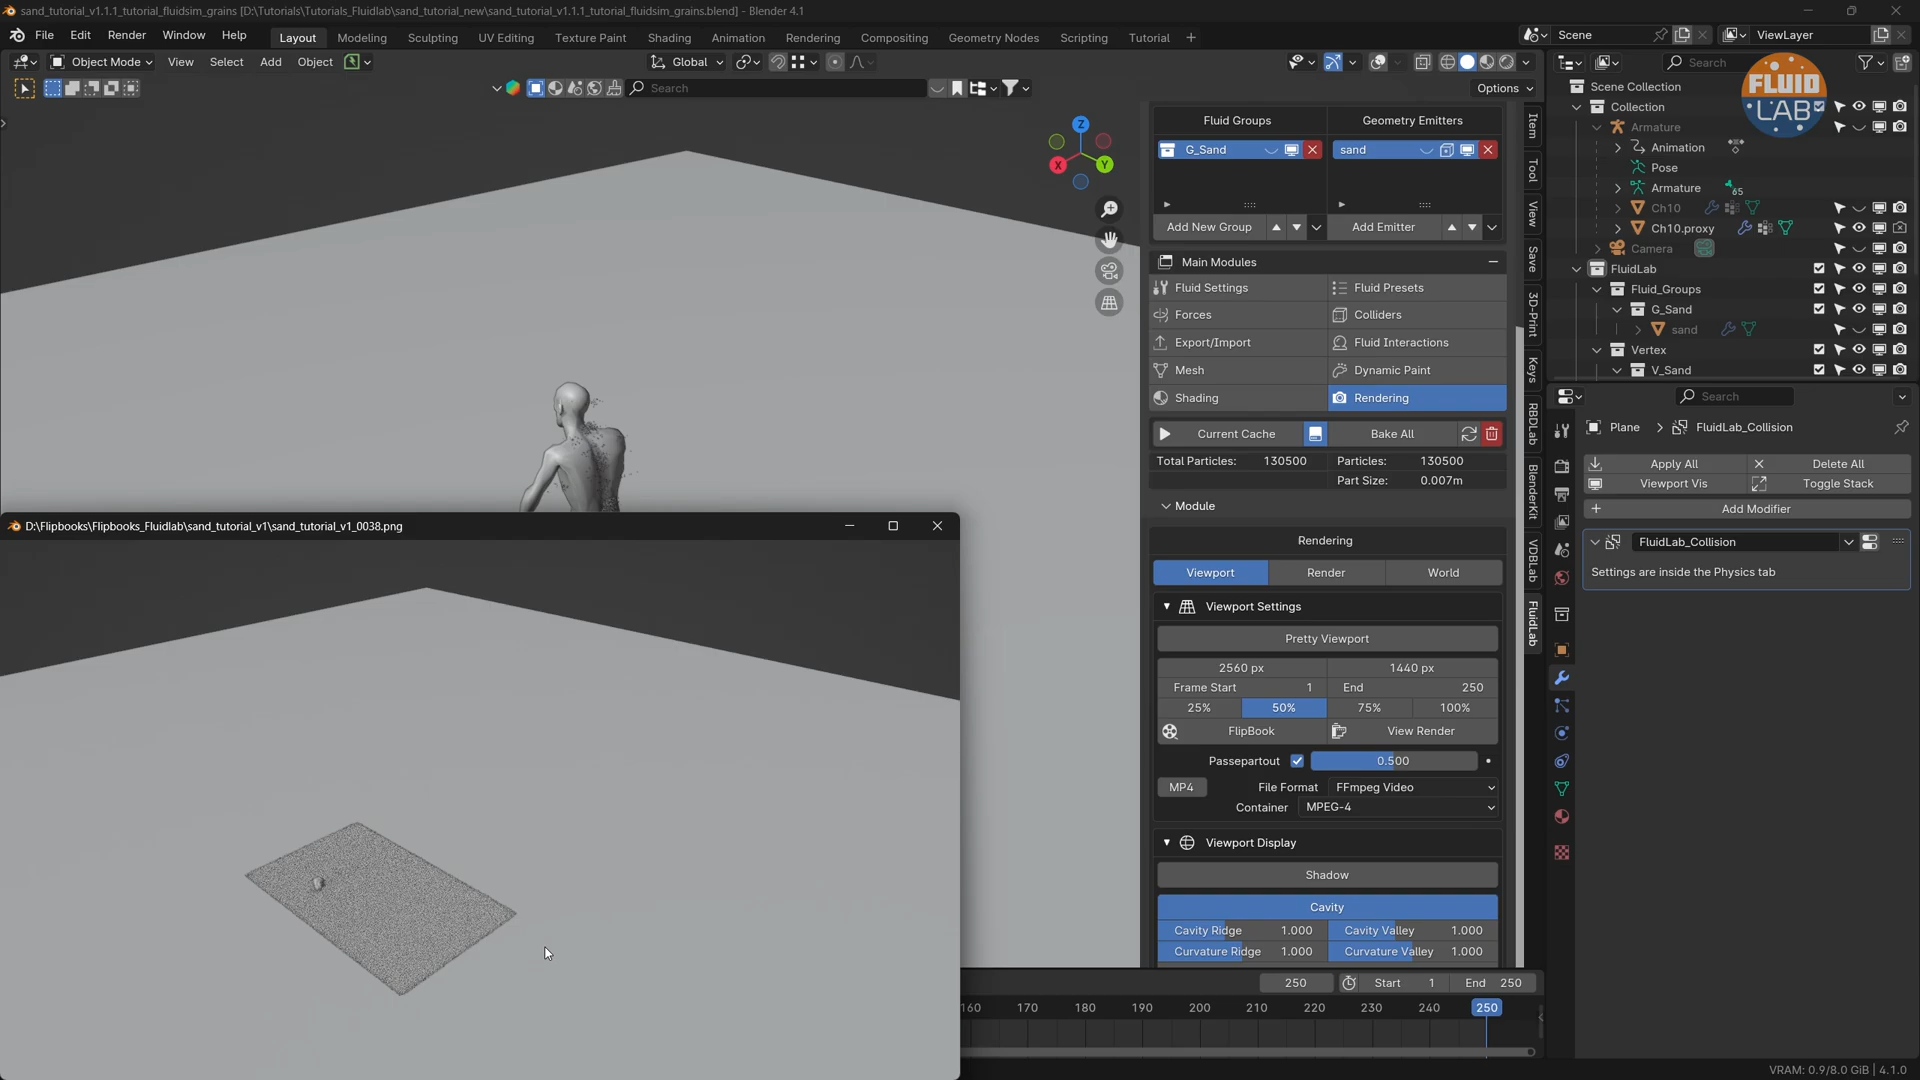 sand_tutorial_v1.1.1_tutorial_fluidsim_grains [D:\Tutorials\Tutorials_Fluidlab\sand_tutorial_new\sand_tutorial_v1.1.1_tutorial_fluidsim_grains.blend] - Blender 4.1
File Edit Render Window Help Layout Modeling Sculpting UV Editing Texture Paint Shading Animation Rendering Compositing Geometry Nodes Scripting Tutorial + Scene ViewLayer
Object Mode View Select Add Object Global Search
Search Options
FLUID LAB
Scene Collection
Collection
Armature
Animation
Pose
Armature 65
Ch10
Ch10.proxy
Camera
FluidLab
Fluid_Groups
G_Sand
sand
Vertex
V_Sand
Z
X Y
Fluid Groups Geometry Emitters
G_Sand sand
Add New Group Add Emitter
Main Modules
Fluid Settings Fluid Presets
Forces Colliders
Export/Import Fluid Interactions
Mesh Dynamic Paint
Shading Rendering
Current Cache Bake All
Total Particles: 130500 Particles: 130500
Part Size: 0.007m
Module
Rendering
Viewport Render World
Viewport Settings
Pretty Viewport
2560 px 1440 px
Frame Start 1 End 250
25% 50% 75% 100%
FlipBook View Render
Passepartout 0.500
MP4 File Format FFmpeg Video
Container MPEG-4
Viewport Display
Shadow
Cavity
Cavity Ridge 1.000 Cavity Valley 1.000
Curvature Ridge 1.000 Curvature Valley 1.000
Item
Tool
View
Save
3D-Print
Keys
RBDLab
BlenderKit
VDBLab
FluidLab
Search
Plane FluidLab_Collision
Apply All Delete All
Viewport Vis Toggle Stack
Add Modifier
FluidLab_Collision
Settings are inside the Physics tab
D:\Flipbooks\Flipbooks_Fluidlab\sand_tutorial_v1\sand_tutorial_v1_0038.png
250 Start 1 End 250
160 170 180 190 200 210 220 230 240 250
VRAM: 0.9/8.0 GiB | 4.1.0